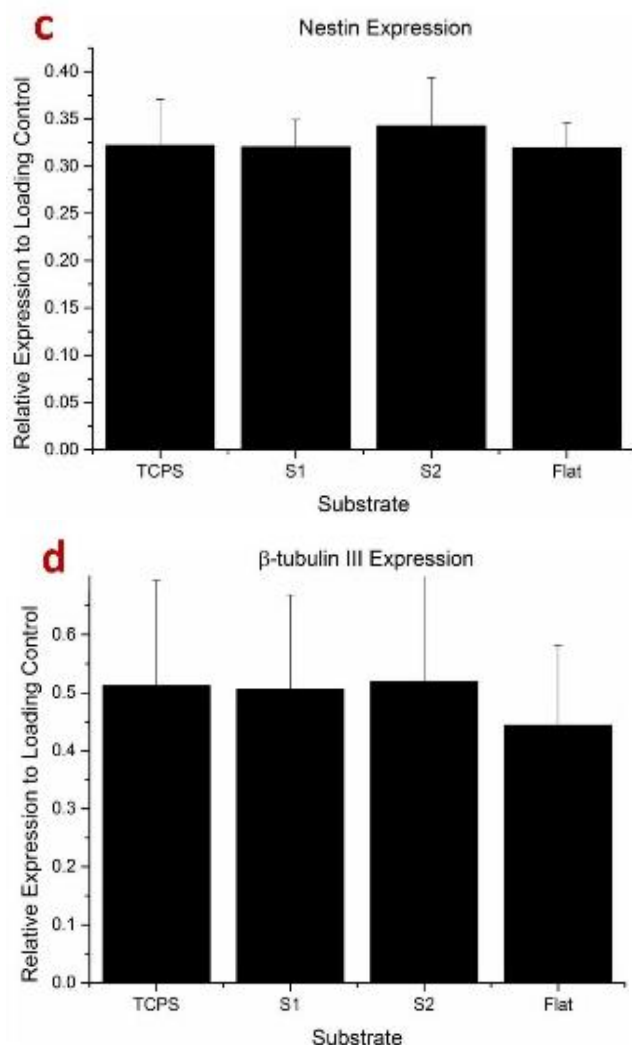 c
Nestin Expression
Relative Expression to Loading Control
0.40
0.35
0.30
0.25
0.20
0.15
0.10
0.05
0.00
TCPS S1 S2 Flat
Substrate
d
β-tubulin III Expression
Relative Expression to Loading Control
0.6
0.5
0.4
0.3
0.2
0.1
0.0
TCPS S1 S2 Flat
Substrate